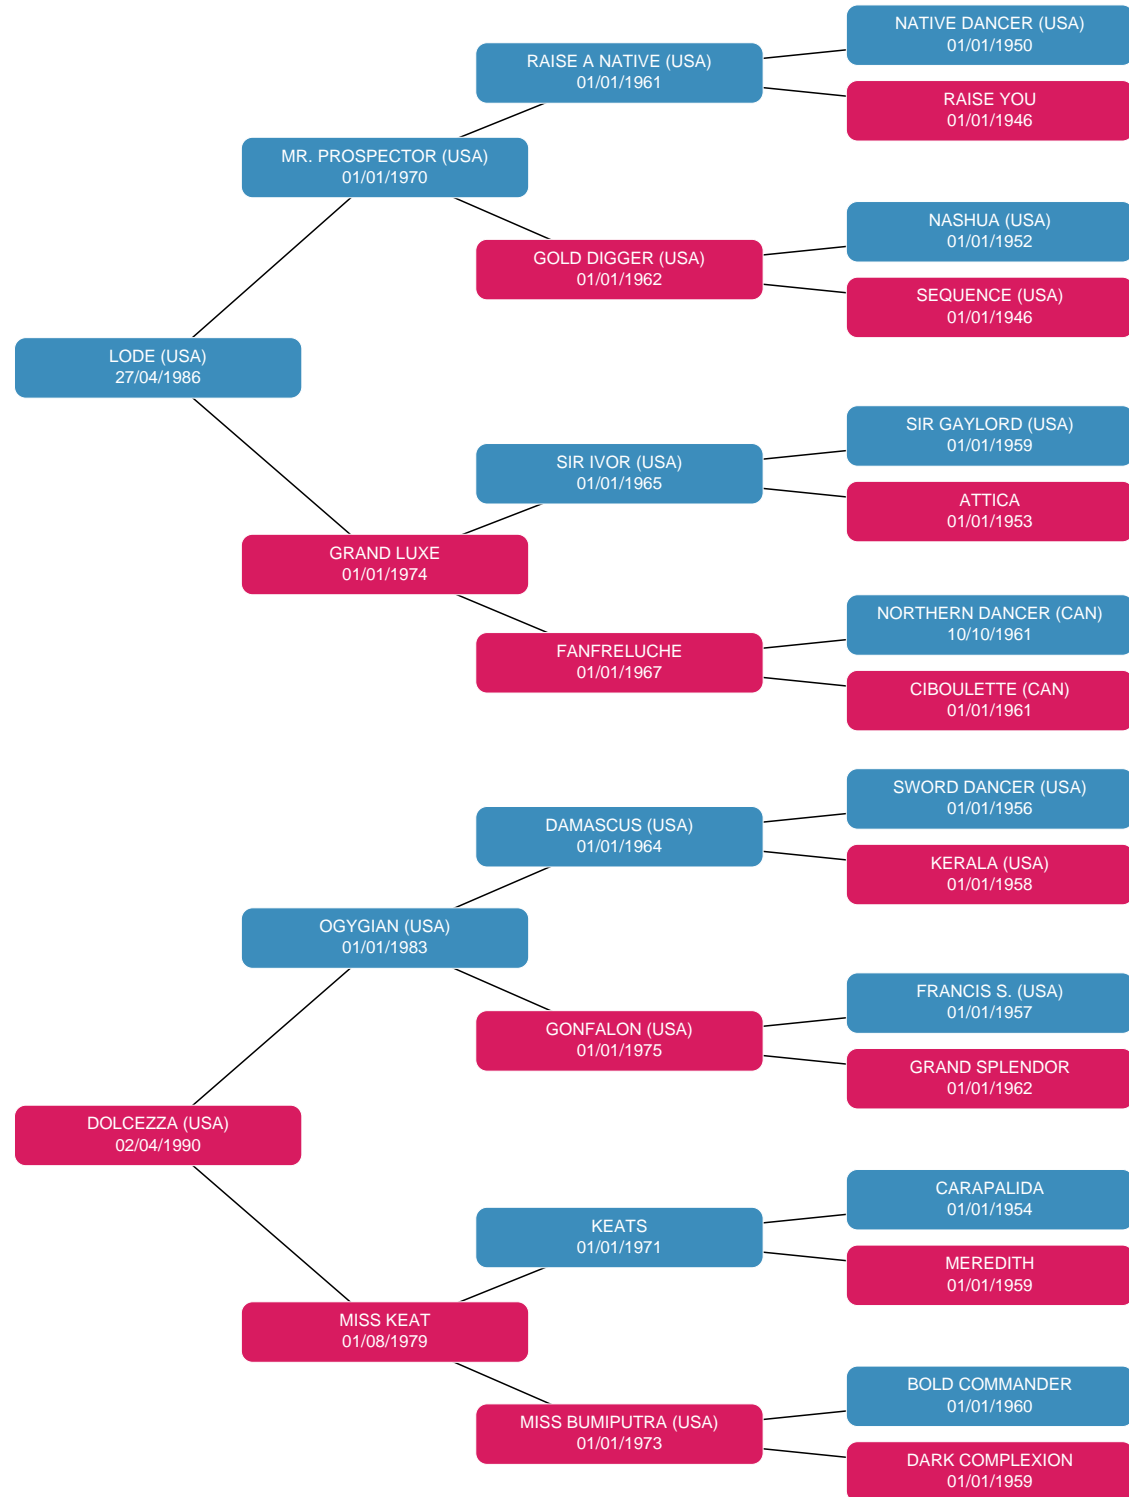 NATIVE DANCER (USA)
01/01/1950
RAISE A NATIVE (USA)
01/01/1961
RAISE YOU
01/01/1946
MR. PROSPECTOR (USA)
01/01/1970
NASHUA (USA)
01/01/1952
GOLD DIGGER (USA)
01/01/1962
SEQUENCE (USA)
01/01/1946
LODE (USA)
27/04/1986
SIR GAYLORD (USA)
01/01/1959
SIR IVOR (USA)
01/01/1965
ATTICA
01/01/1953
GRAND LUXE
01/01/1974
NORTHERN DANCER (CAN)
10/10/1961
FANFRELUCHE
01/01/1967
CIBOULETTE (CAN)
01/01/1961
SWORD DANCER (USA)
01/01/1956
DAMASCUS (USA)
01/01/1964
KERALA (USA)
01/01/1958
OGYGIAN (USA)
01/01/1983
FRANCIS S. (USA)
01/01/1957
GONFALON (USA)
01/01/1975
GRAND SPLENDOR
01/01/1962
DOLCEZZA (USA)
02/04/1990
CARAPALIDA
01/01/1954
KEATS
01/01/1971
MEREDITH
01/01/1959
MISS KEAT
01/08/1979
BOLD COMMANDER
01/01/1960
MISS BUMIPUTRA (USA)
01/01/1973
DARK COMPLEXION
01/01/1959